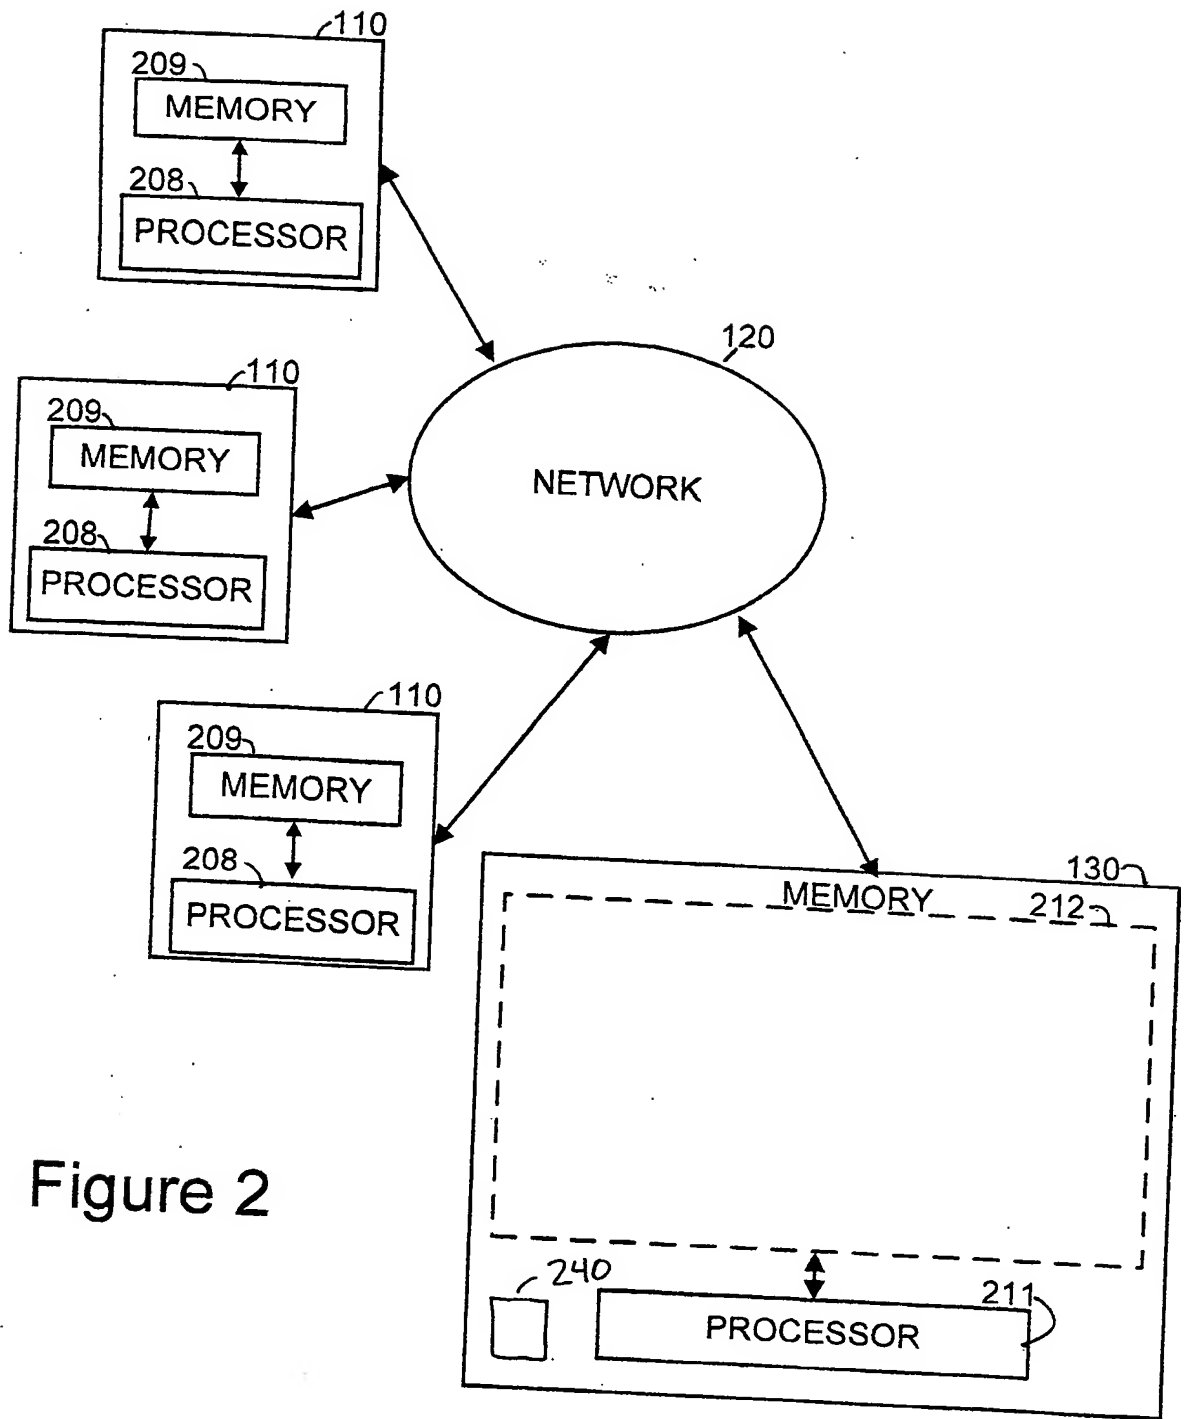 110
209
MEMORY
208
PROCESSOR
120
NETWORK
110
209
MEMORY
208
PROCESSOR
110
209
MEMORY
208
PROCESSOR
130
MEMORY
212
240
211
PROCESSOR
Figure 2